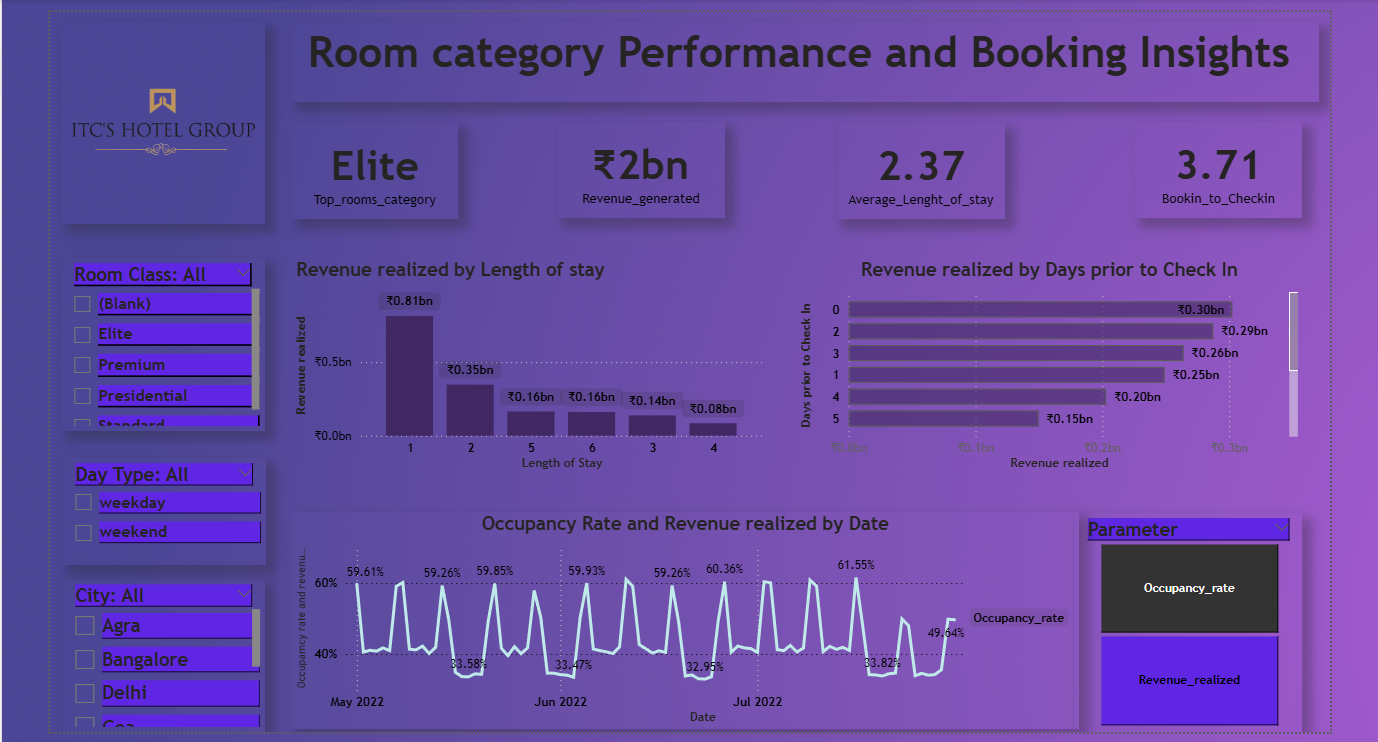 Room category Performance and Booking Insights
ITC'S HOTEL GROUP
Elite
Top_rooms_category
₹2bn
Revenue_generated
2.37
Average_Lenght_of_stay
3.71
Bookin_to_Checkin
Room Class: All
(Blank)
Elite
Premium
Presidential
Standard
Day Type: All
weekday
weekend
City: All
Agra
Bangalore
Delhi
Goa
Revenue realized by Length of stay
Revenue realized
₹0.5bn
₹0.0bn
₹0.81bn
₹0.35bn
₹0.16bn
₹0.16bn
₹0.14bn
₹0.08bn
1 2 5 6 3 4
Length of Stay
Revenue realized by Days prior to Check In
Days prior to Check In
0 ₹0.30bn
2 ₹0.29bn
3 ₹0.26bn
1 ₹0.25bn
4 ₹0.20bn
5 ₹0.15bn
₹0.0bn ₹0.1bn ₹0.2bn ₹0.3bn
Revenue realized
Occupancy Rate and Revenue realized by Date
Occupamcy rate and revenu...
60%
40%
59.61% 59.26% 59.85% 59.93% 59.26% 60.36% 61.55%
33.58% 33.47% 32.95% 33.82% 49.64%
Occupancy_rate
May 2022 Jun 2022 Jul 2022
Date
Parameter
Occupancy_rate
Revenue_realized